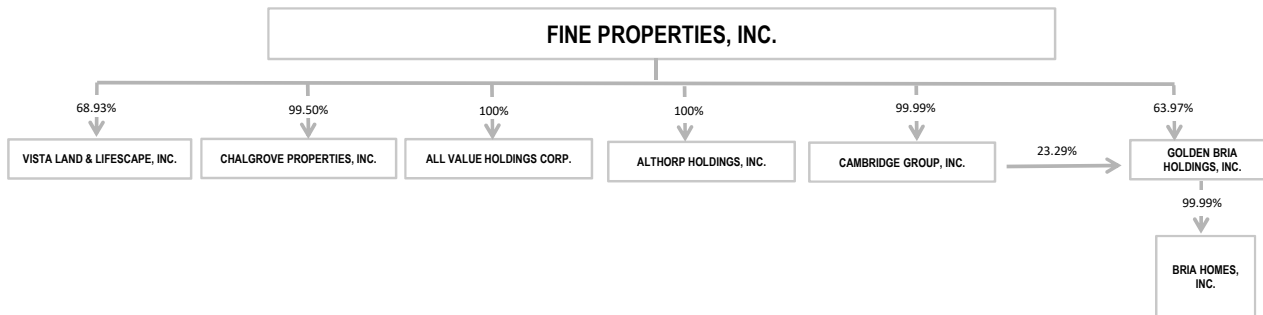 FINE PROPERTIES, INC.
68.93%
99.50%
100%
100%
99.99%
63.97%
VISTA LAND & LIFESCAPE, INC.
CHALGROVE PROPERTIES, INC.
ALL VALUE HOLDINGS CORP.
ALTHORP HOLDINGS, INC.
CAMBRIDGE GROUP, INC.
23.29%
GOLDEN BRIA
HOLDINGS, INC.
99.99%
BRIA HOMES,
INC.